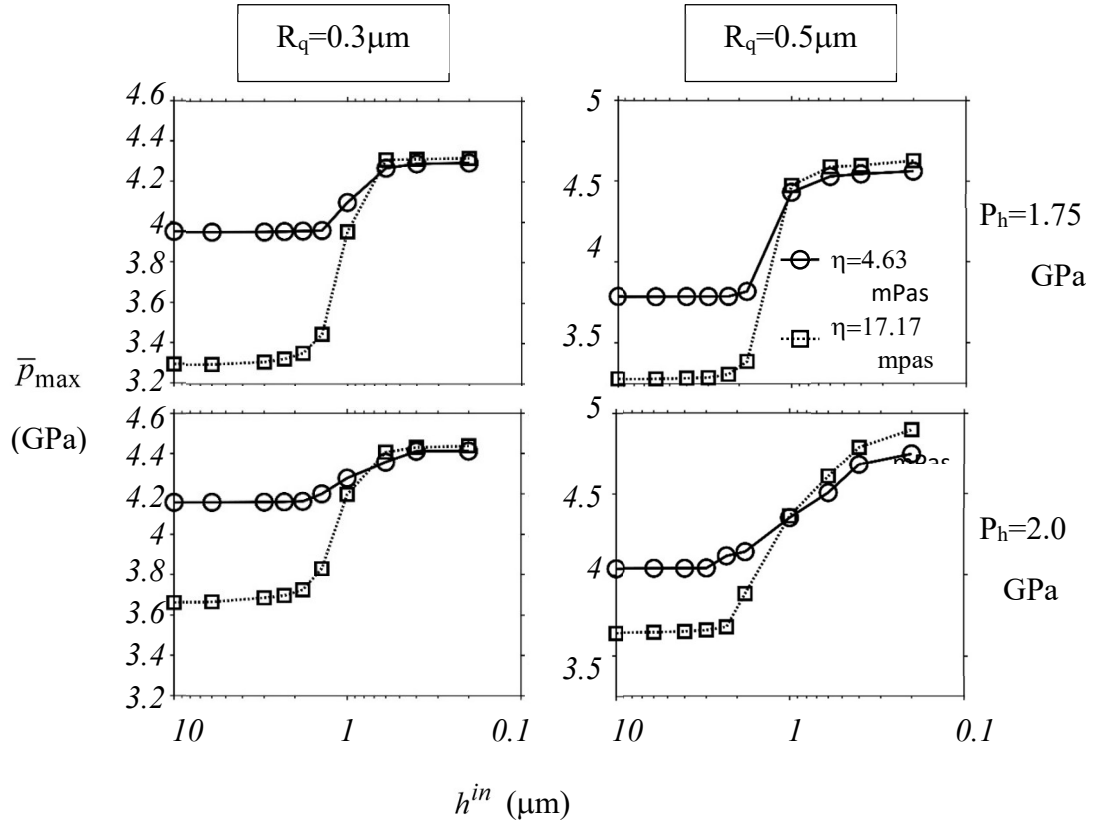 Rq=0.3μm
Rq=0.5μm
4.6
4.4
4.2
4
3.8
3.6
3.4
3.2
5
4.5
4
3.5
η=4.63
mPas
η=17.17
mpas
Ph=1.75
GPa
p̅max
(GPa)
4.6
4.4
4.2
4
3.8
3.6
3.4
3.2
10
1
0.1
5
4.5
4
3.5
mPas
10
1
0.1
Ph=2.0
GPa
hin (μm)